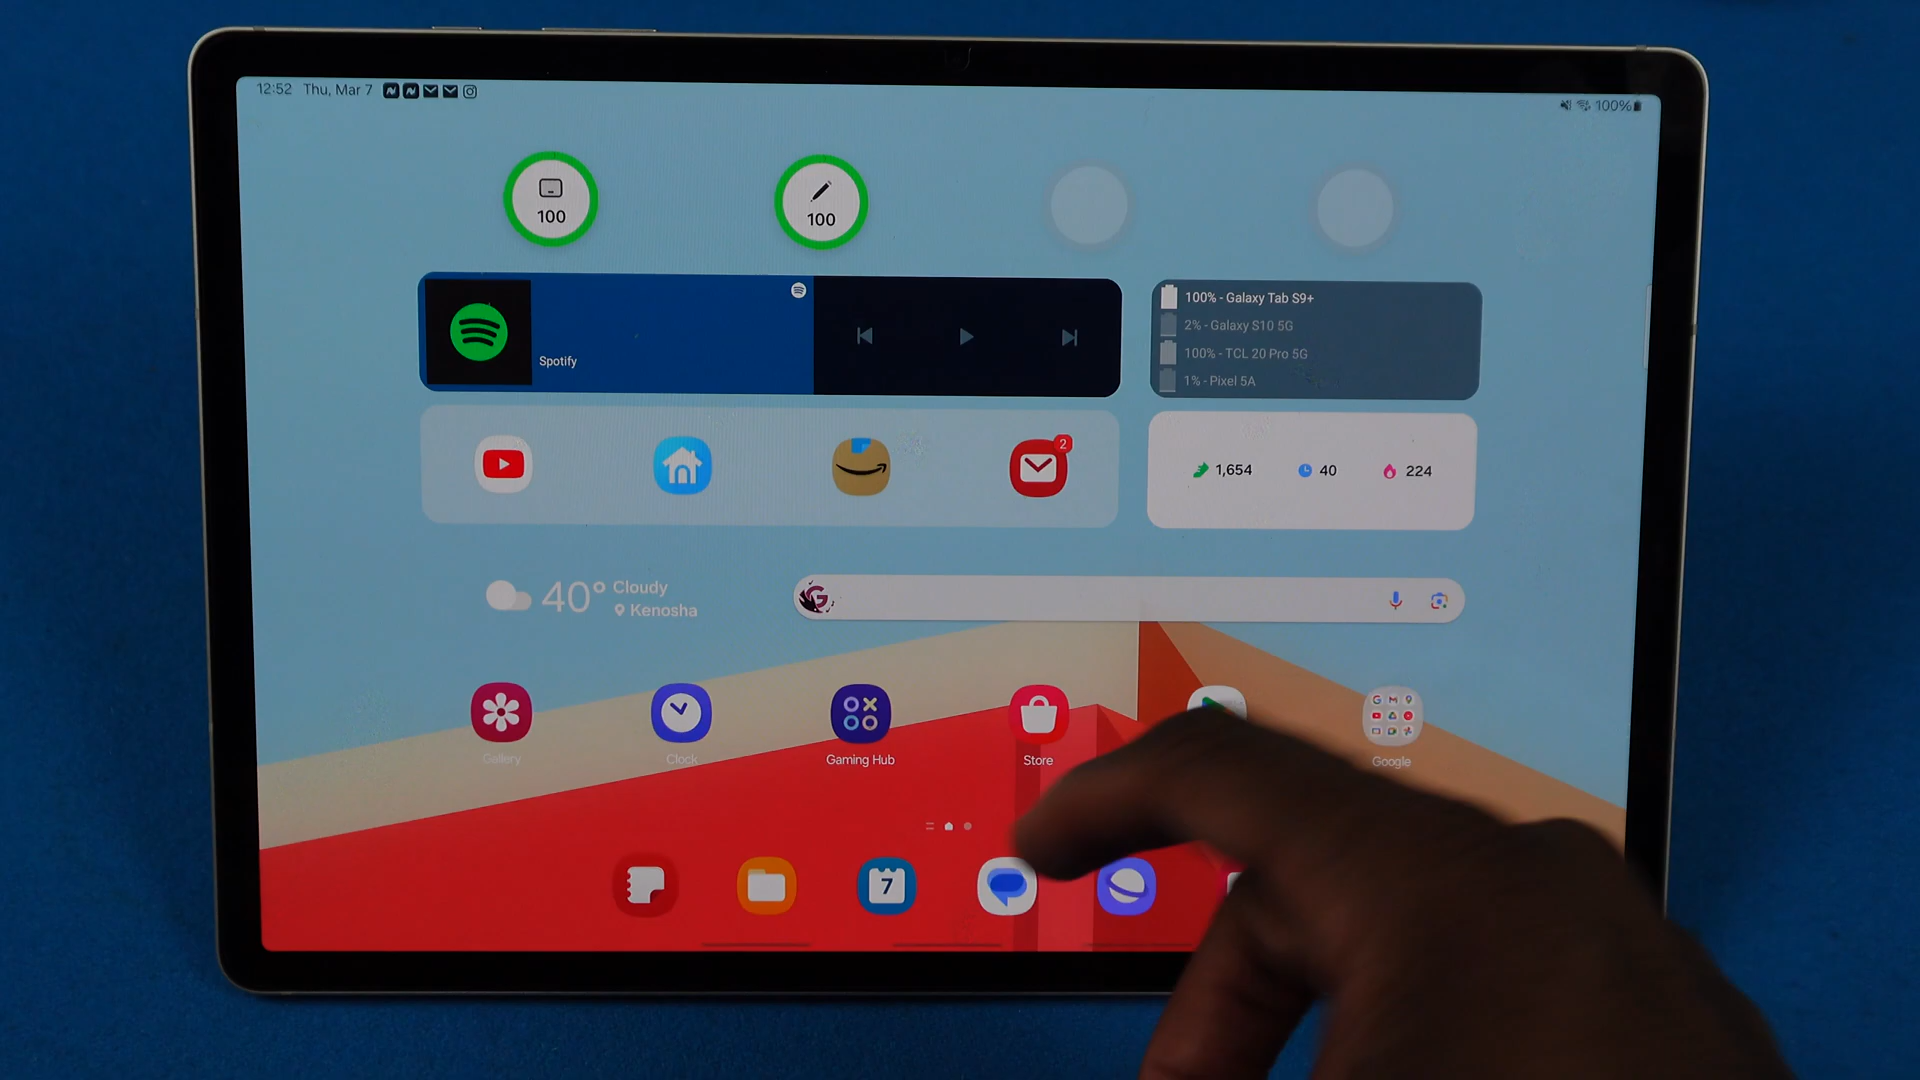 12:52 Thu, Mar 7
100%
100
100
Spotify
100% - Galaxy Tab S9+
2% - Galaxy S10 5G
100% - TCL 20 Pro 5G
1% - Pixel 5A
2
1,654
40
224
40° Cloudy
Kenosha
G
Gallery
Clock
Gaming Hub
Store
Google
7